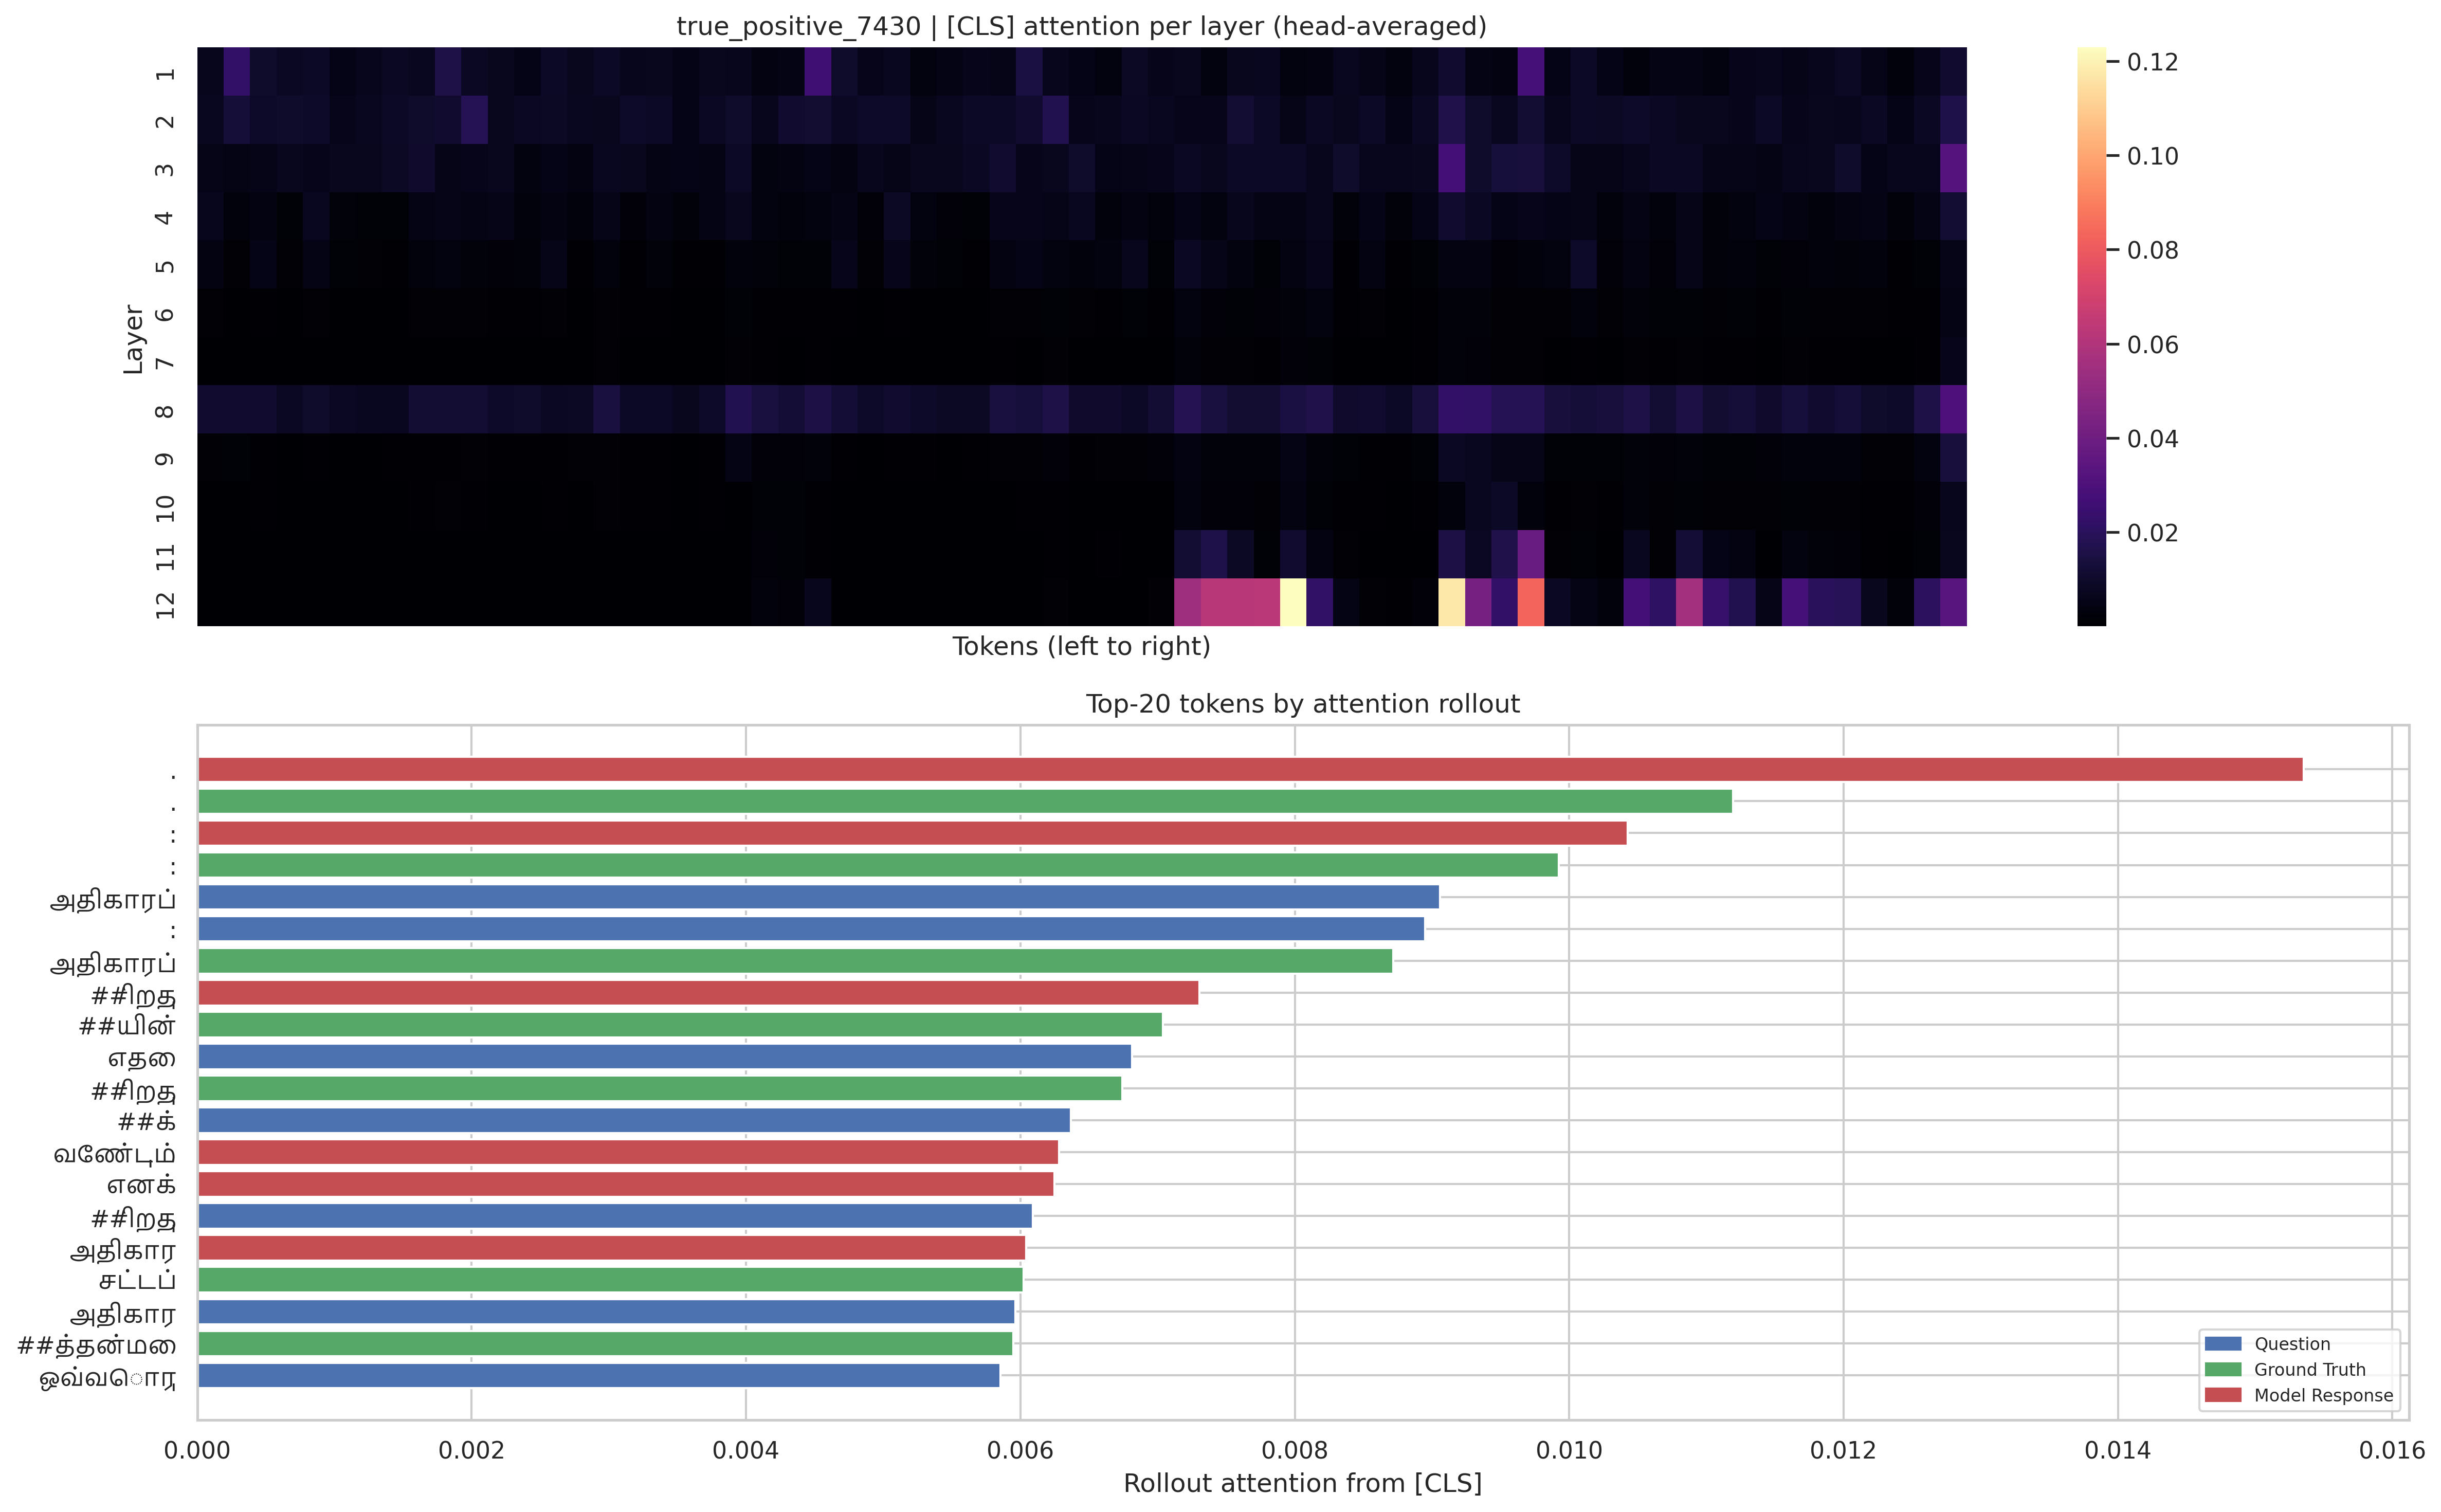 true_positive_7430 | [CLS] attention per layer (head-averaged)
Layer
1
2
3
4
5
6
7
8
9
10
11
12
0.12
0.10
0.08
0.06
0.04
0.02
Tokens (left to right)
Top-20 tokens by attention rollout
.
.
:
:
அதிகாரப்
:
அதிகாரப்
##ிறது
##யின்
எதை
##ிறது
##க்
வேண்டும்
எனக்
##ிறது
அதிகார
சட்டப்
அதிகார
##த்தன்மை
ஒவ்வொரு
Question
Ground Truth
Model Response
0.000 0.002 0.004 0.006 0.008 0.010 0.012 0.014 0.016
Rollout attention from [CLS]